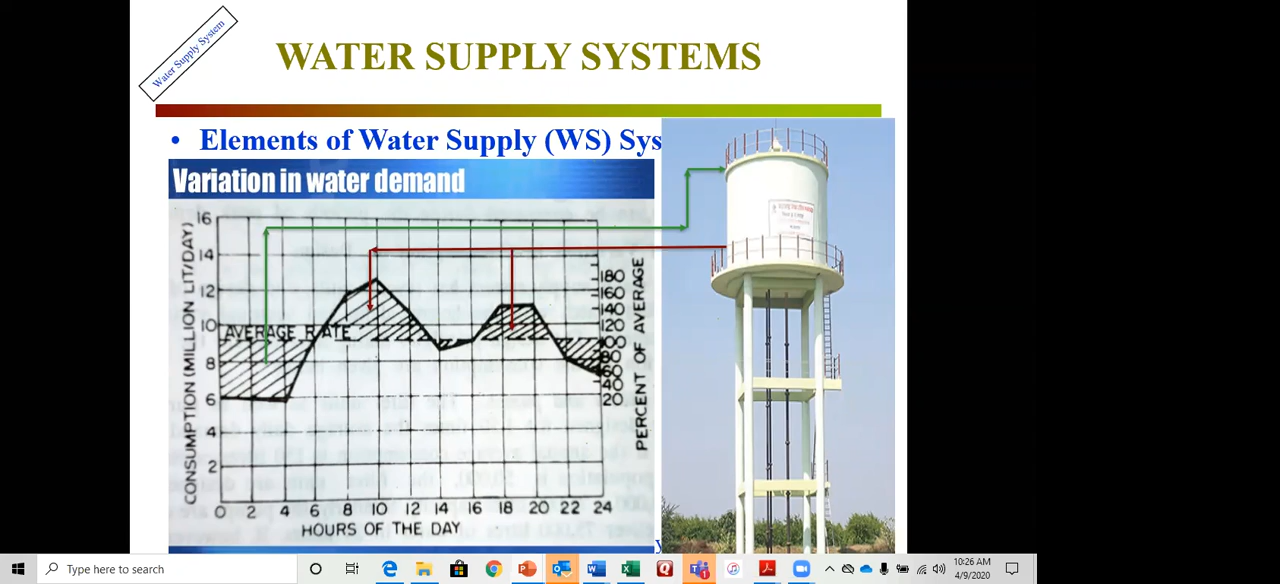 Water Supply System
WATER SUPPLY SYSTEMS
• Elements of Water Supply (WS) Sys
Variation in water demand
CONSUMPTION (MILLION LIT/DAY)
16
14
12
10
8
6
4
2
AVERAGE RATE
180
160
140
120
100
80
60
40
20
PERCENT OF AVERAGE
0 2 4 6 8 10 12 14 16 18 20 22 24
HOURS OF THE DAY
Type here to search
10:26 AM
4/9/2020